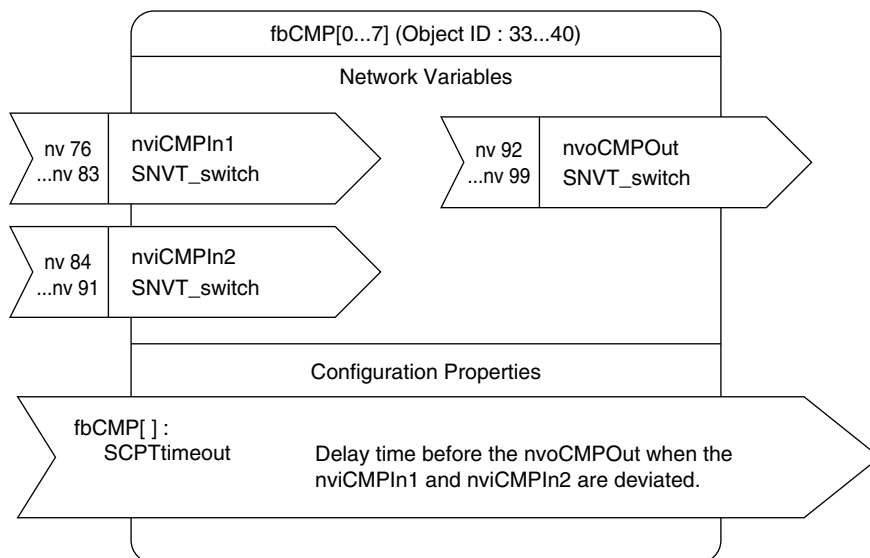 fbCMP[0...7] (Object ID : 33...40)
Network Variables
nv 76
...nv 83
nviCMPIn1
SNVT_switch
nv 92
...nv 99
nvoCMPOut
SNVT_switch
nv 84
...nv 91
nviCMPIn2
SNVT_switch
Configuration Properties
fbCMP[ ] :
SCPTtimeout
Delay time before the nvoCMPOut when the
nviCMPIn1 and nviCMPIn2 are deviated.